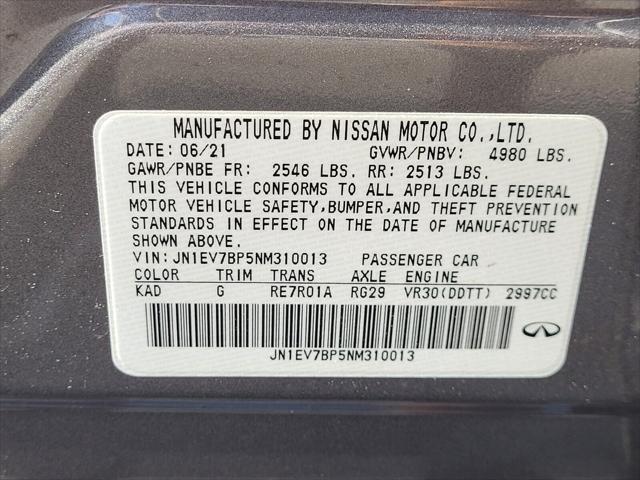 MANUFACTURED BY NISSAN MOTOR CO.,LTD.
DATE: 06/21 GVWR/PNBV: 4980 LBS.
GAWR/PNBE FR: 2546 LBS. RR: 2513 LBS.
THIS VEHICLE CONFORMS TO ALL APPLICABLE FEDERAL
MOTOR VEHICLE SAFETY,BUMPER,AND THEFT PREVENTION
STANDARDS IN EFFECT ON THE DATE OF MANUFACTURE
SHOWN ABOVE.
VIN:JN1EV7BP5NM310013 PASSENGER CAR
COLOR TRIM TRANS AXLE ENGINE
KAD G RE7R01A RG29 VR30(DDTT) 2997CC
JN1EV7BP5NM310013